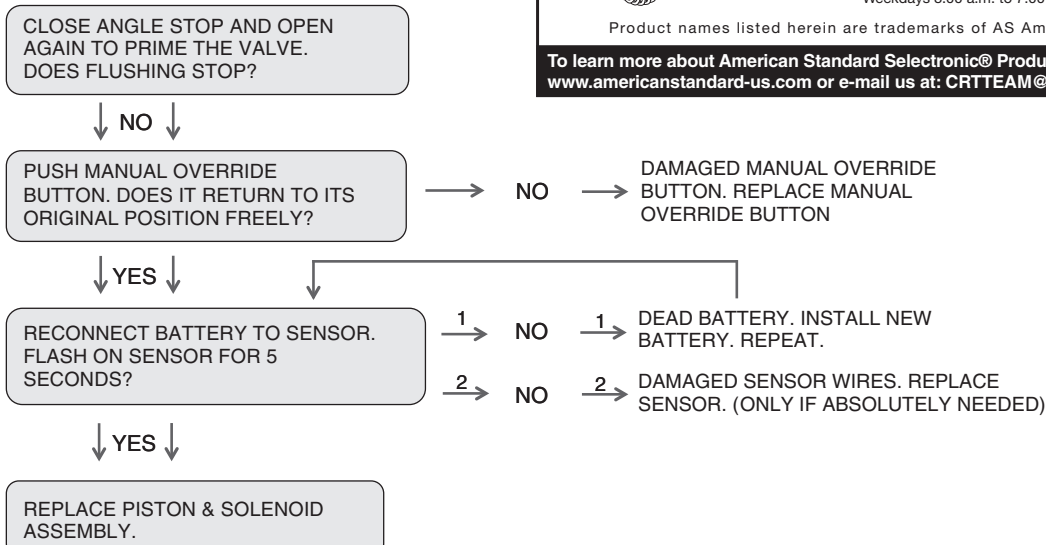 Product names listed herein are trademarks of AS Am
To learn more about American Standard Selectronic® Produ
www.americanstandard-us.com or e-mail us at: CRTTEAM@
CLOSE ANGLE STOP AND OPEN
AGAIN TO PRIME THE VALVE.
DOES FLUSHING STOP?
NO
PUSH MANUAL OVERRIDE
BUTTON. DOES IT RETURN TO ITS
ORIGINAL POSITION FREELY?
NO
DAMAGED MANUAL OVERRIDE
BUTTON. REPLACE MANUAL
OVERRIDE BUTTON
YES
RECONNECT BATTERY TO SENSOR.
FLASH ON SENSOR FOR 5
SECONDS?
1 NO 1
DEAD BATTERY. INSTALL NEW
BATTERY. REPEAT.
2 NO 2
DAMAGED SENSOR WIRES. REPLACE
SENSOR. (ONLY IF ABSOLUTELY NEEDED)
YES
REPLACE PISTON & SOLENOID
ASSEMBLY.